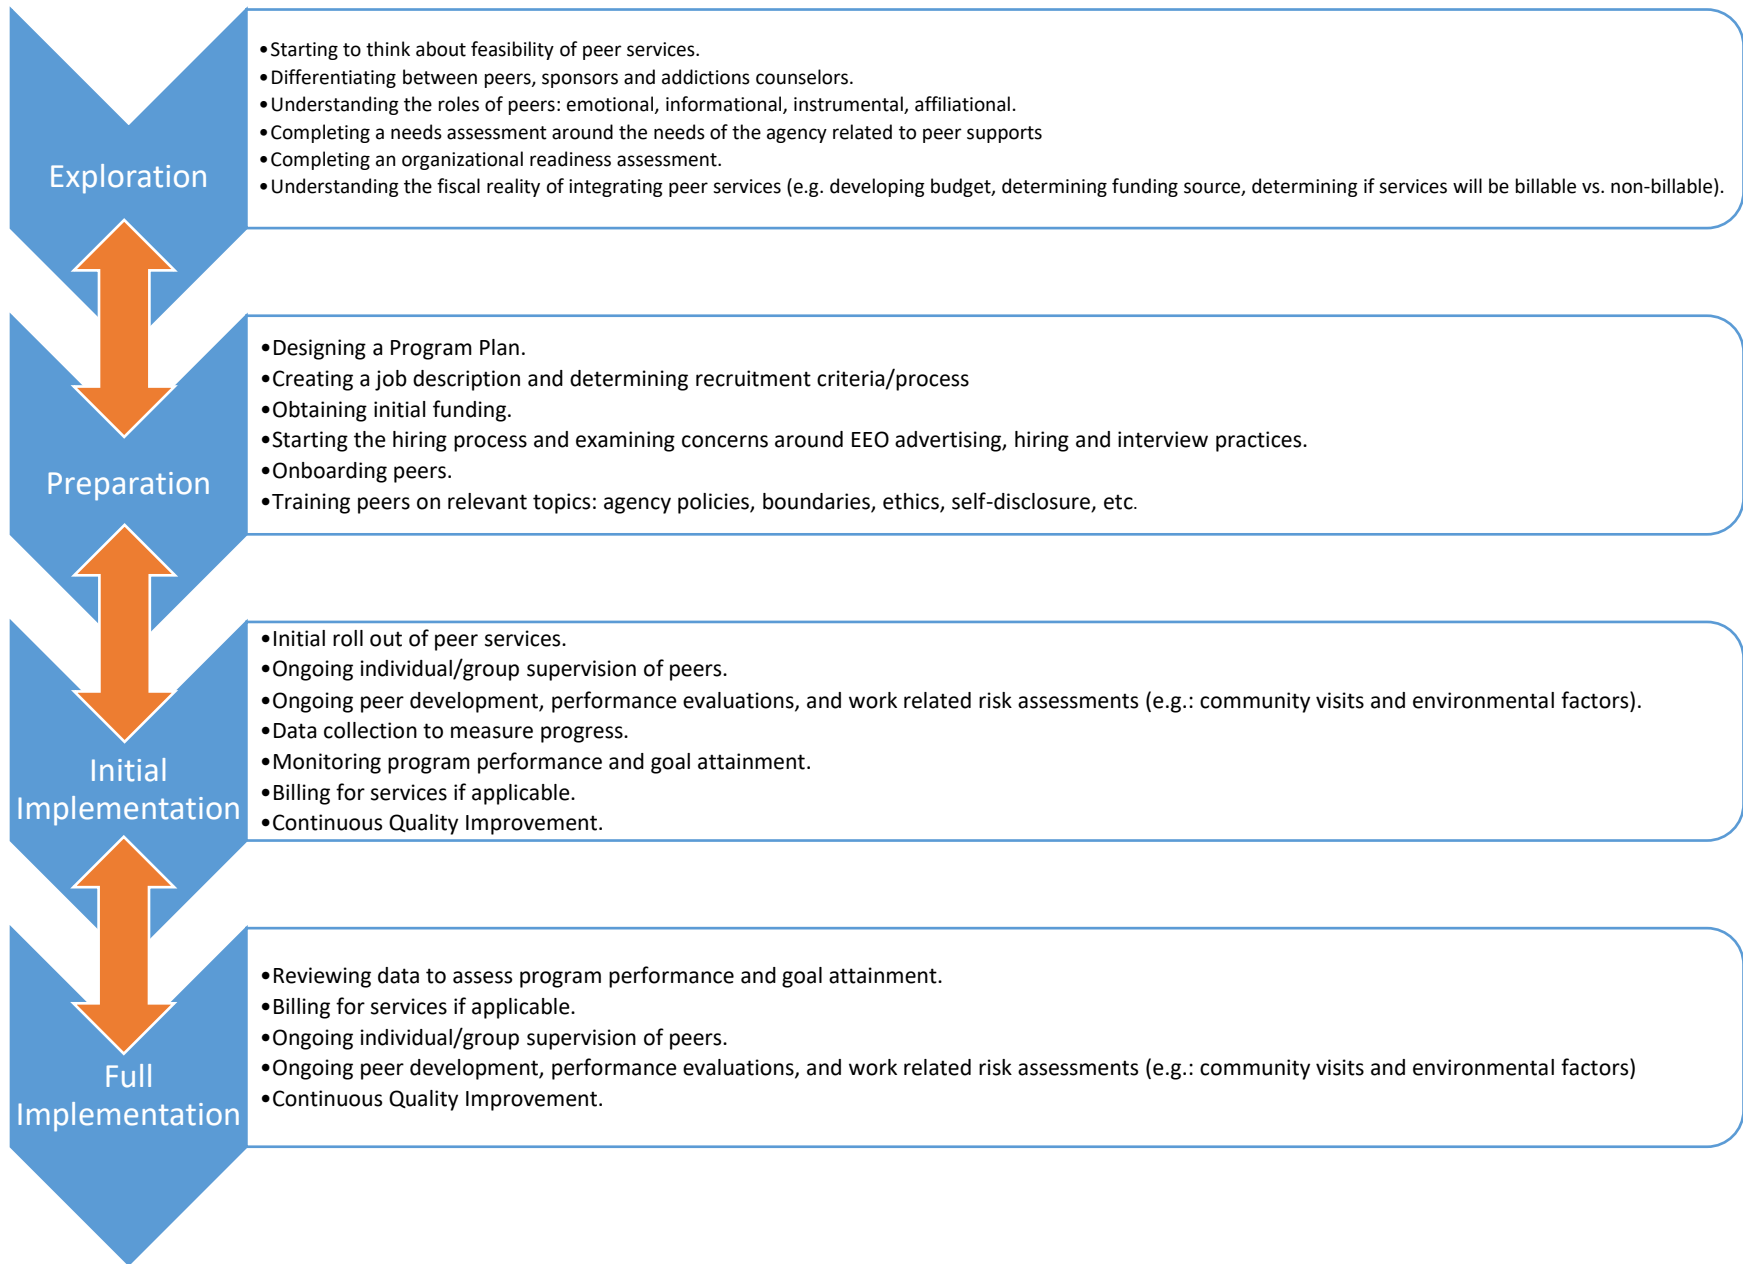 Exploration
•Starting to think about feasibility of peer services.
•Differentiating between peers, sponsors and addictions counselors.
•Understanding the roles of peers: emotional, informational, instrumental, affiliational.
•Completing a needs assessment around the needs of the agency related to peer supports
•Completing an organizational readiness assessment.
•Understanding the fiscal reality of integrating peer services (e.g. developing budget, determining funding source, determining if services will be billable vs. non-billable).
Preparation
•Designing a Program Plan.
•Creating a job description and determining recruitment criteria/process
•Obtaining initial funding.
•Starting the hiring process and examining concerns around EEO advertising, hiring and interview practices.
•Onboarding peers.
•Training peers on relevant topics: agency policies, boundaries, ethics, self-disclosure, etc.
Initial
Implementation
•Initial roll out of peer services.
•Ongoing individual/group supervision of peers.
•Ongoing peer development, performance evaluations, and work related risk assessments (e.g.: community visits and environmental factors).
•Data collection to measure progress.
•Monitoring program performance and goal attainment.
•Billing for services if applicable.
•Continuous Quality Improvement.
Full
Implementation
•Reviewing data to assess program performance and goal attainment.
•Billing for services if applicable.
•Ongoing individual/group supervision of peers.
•Ongoing peer development, performance evaluations, and work related risk assessments (e.g.: community visits and environmental factors)
•Continuous Quality Improvement.